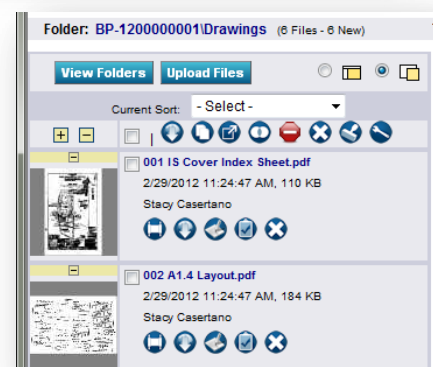 Folder: BP-1200000001\Drawings (6 Files - 6 New)
View Folders Upload Files
Current Sort: - Select -
001 IS Cover Index Sheet.pdf
2/29/2012 11:24:47 AM, 110 KB
Stacy Casertano
002 A1.4 Layout.pdf
2/29/2012 11:24:47 AM, 184 KB
Stacy Casertano